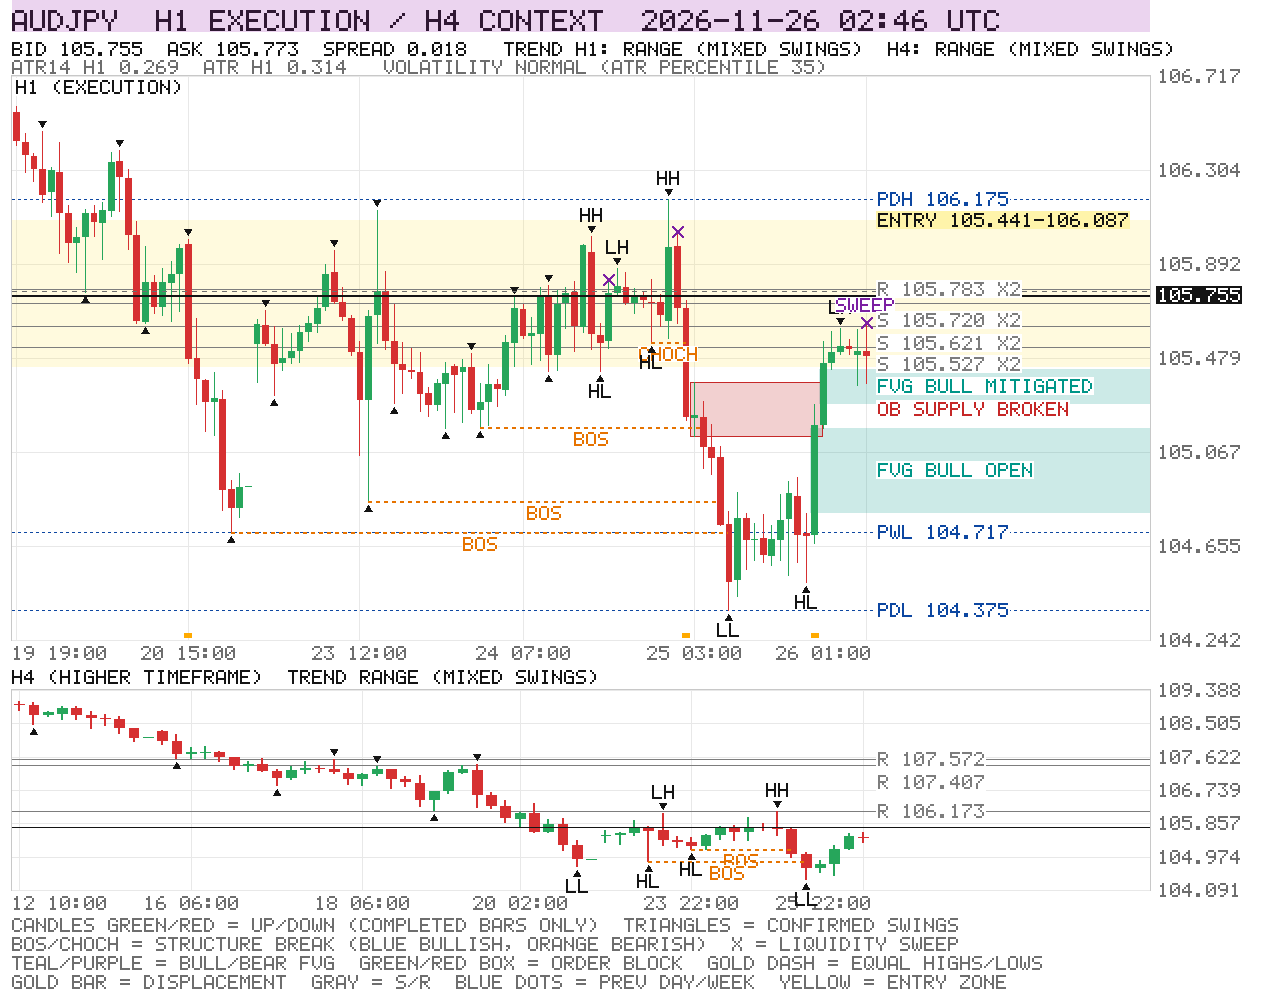 AUDJPY  H1 EXECUTION / H4 CONTEXT  2026-11-26 02:46 UTC
BID 105.755  ASK 105.773  SPREAD 0.018  TREND H1: RANGE (MIXED SWINGS)  H4: RANGE (MIXED SWINGS)
ATR14 H1 0.269  ATR H1 0.314  VOLATILITY NORMAL (ATR PERCENTILE 35)
H1 (EXECUTION)
106.717
106.304
HH
PDH 106.175
HH
ENTRY 105.441-106.087
LH
105.892
R 105.783 X2
105.755
SWEEP
S 105.720 X2
S 105.621 X2
CHOCH
HL
105.479
S 105.527 X2
HL
FVG BULL MITIGATED
OB SUPPLY BROKEN
BOS
105.067
FVG BULL OPEN
BOS
PWL 104.717
BOS
104.655
HL
PDL 104.375
LL
104.242
19 19:00  20 15:00  23 12:00  24 07:00  25 03:00  26 01:00
H4 (HIGHER TIMEFRAME)  TREND RANGE (MIXED SWINGS)
109.388
108.505
107.622
R 107.572
R 107.407
106.739
LH
HH
R 106.173
105.857
BOS
104.974
HL
BOS
HL
LL
104.091
LL
12 10:00  16 06:00  18 06:00  20 02:00  23 22:00  25 22:00
CANDLES GREEN/RED = UP/DOWN (COMPLETED BARS ONLY)  TRIANGLES = CONFIRMED SWINGS
BOS/CHOCH = STRUCTURE BREAK (BLUE BULLISH, ORANGE BEARISH)  X = LIQUIDITY SWEEP
TEAL/PURPLE = BULL/BEAR FVG  GREEN/RED BOX = ORDER BLOCK  GOLD DASH = EQUAL HIGHS/LOWS
GOLD BAR = DISPLACEMENT  GRAY = S/R  BLUE DOTS = PREV DAY/WEEK  YELLOW = ENTRY ZONE